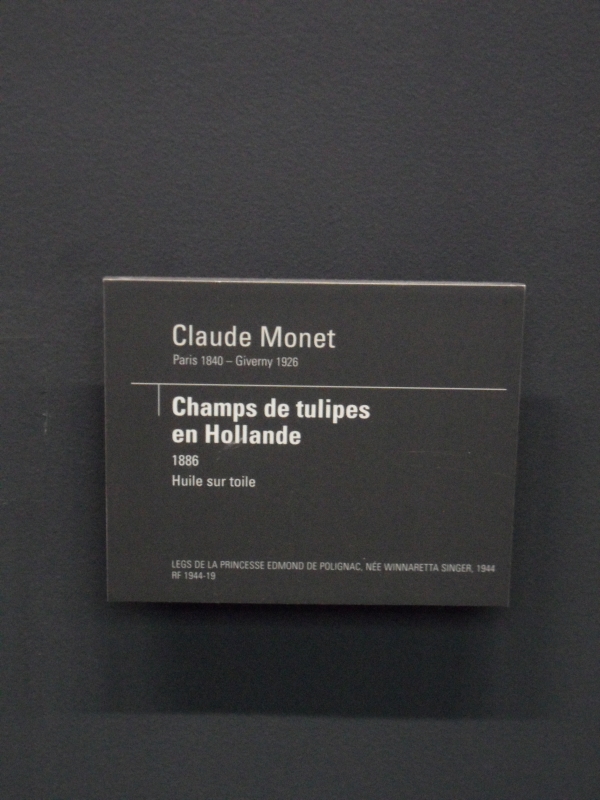 Claude Monet
Paris 1840 – Giverny 1926
Champs de tulipes
en Hollande
1886
Huile sur toile
LEGS DE LA PRINCESSE EDMOND DE POLIGNAC, NÉE WINNARETTA SINGER, 1944
RF 1944-19